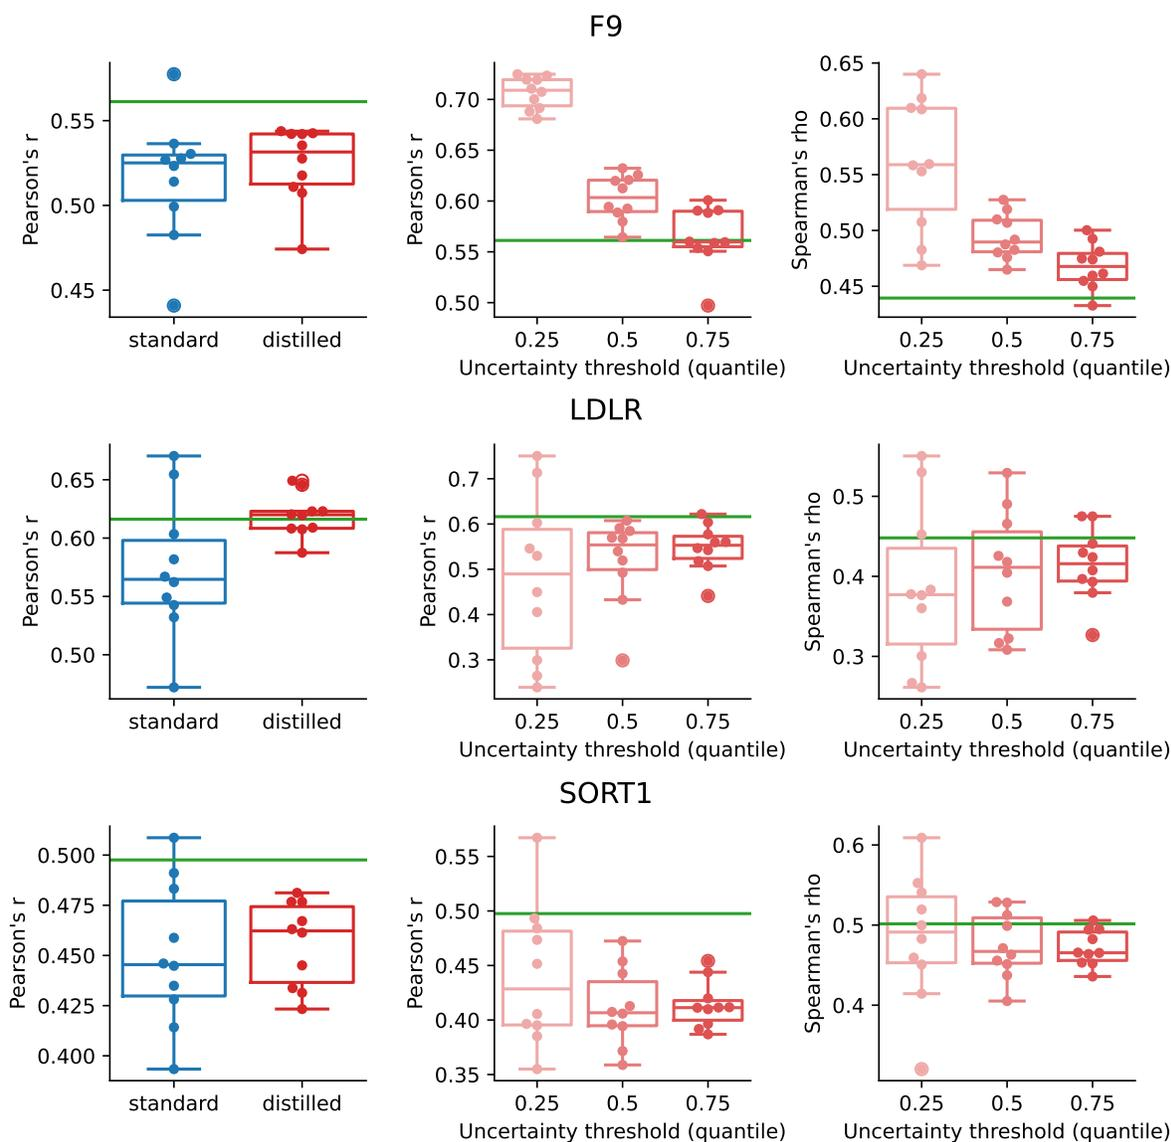 F9
Pearson's r
0.55
0.50
0.45
standard distilled
Pearson's r
0.70
0.65
0.60
0.55
0.50
0.25 0.5 0.75
Uncertainty threshold (quantile)
Spearman's rho
0.65
0.60
0.55
0.50
0.45
0.25 0.5 0.75
Uncertainty threshold (quantile)
LDLR
Pearson's r
0.65
0.60
0.55
0.50
standard distilled
Pearson's r
0.7
0.6
0.5
0.4
0.3
0.25 0.5 0.75
Uncertainty threshold (quantile)
Spearman's rho
0.5
0.4
0.3
0.25 0.5 0.75
Uncertainty threshold (quantile)
SORT1
Pearson's r
0.500
0.475
0.450
0.425
0.400
standard distilled
Pearson's r
0.55
0.50
0.45
0.40
0.35
0.25 0.5 0.75
Uncertainty threshold (quantile)
Spearman's rho
0.6
0.5
0.4
0.25 0.5 0.75
Uncertainty threshold (quantile)